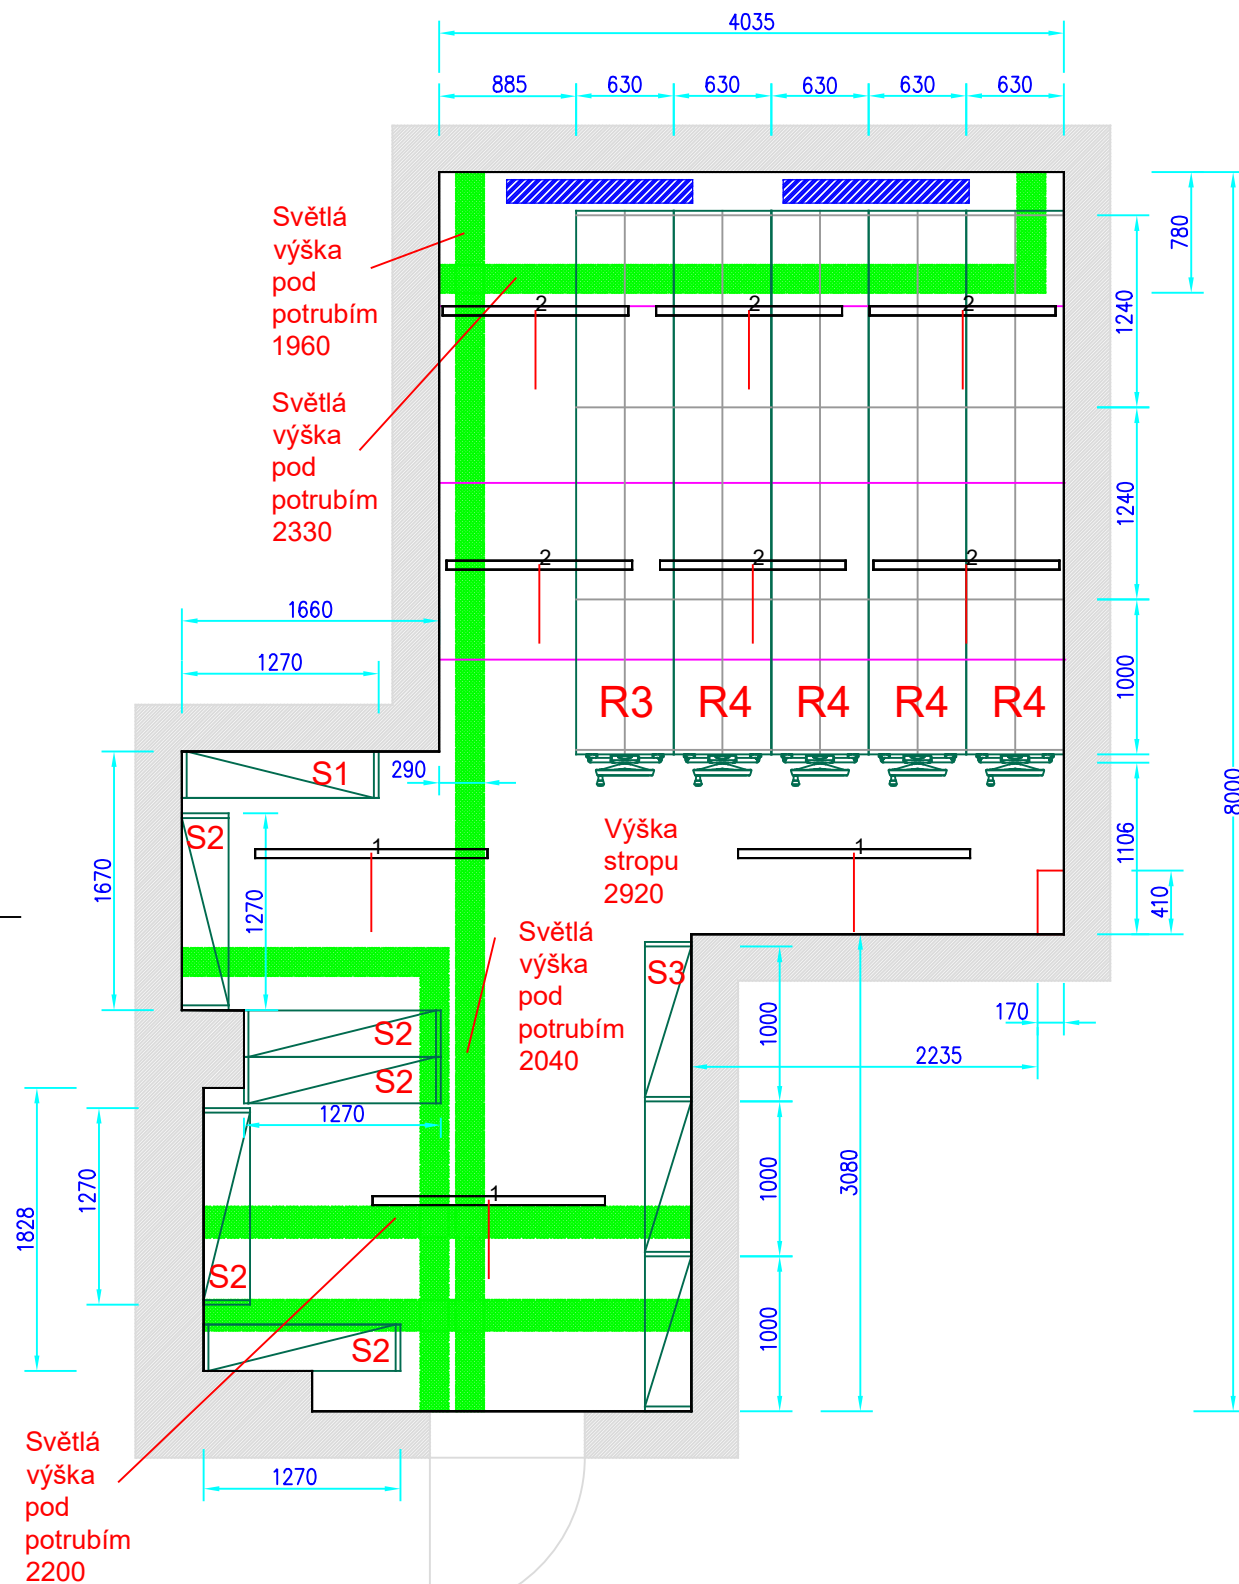 4035
885 630 630 630 630 630
Světlá
výška
pod
potrubím
1960
780
1240
2 2 2
Světlá
výška
pod
potrubím
2330
1240
2 2 2
1660
1270
1000
R3 R4 R4 R4 R4
S1
290
8000
S2
Výška
stropu
2920
1 1
1106
1670
1270
410
Světlá
výška
pod
potrubím
2040
S3
170
S2
S2
1000
2235
1270
1270
1828
1000
3080
1
S2
S2
1000
Světlá
výška
pod
potrubím
2200
1270